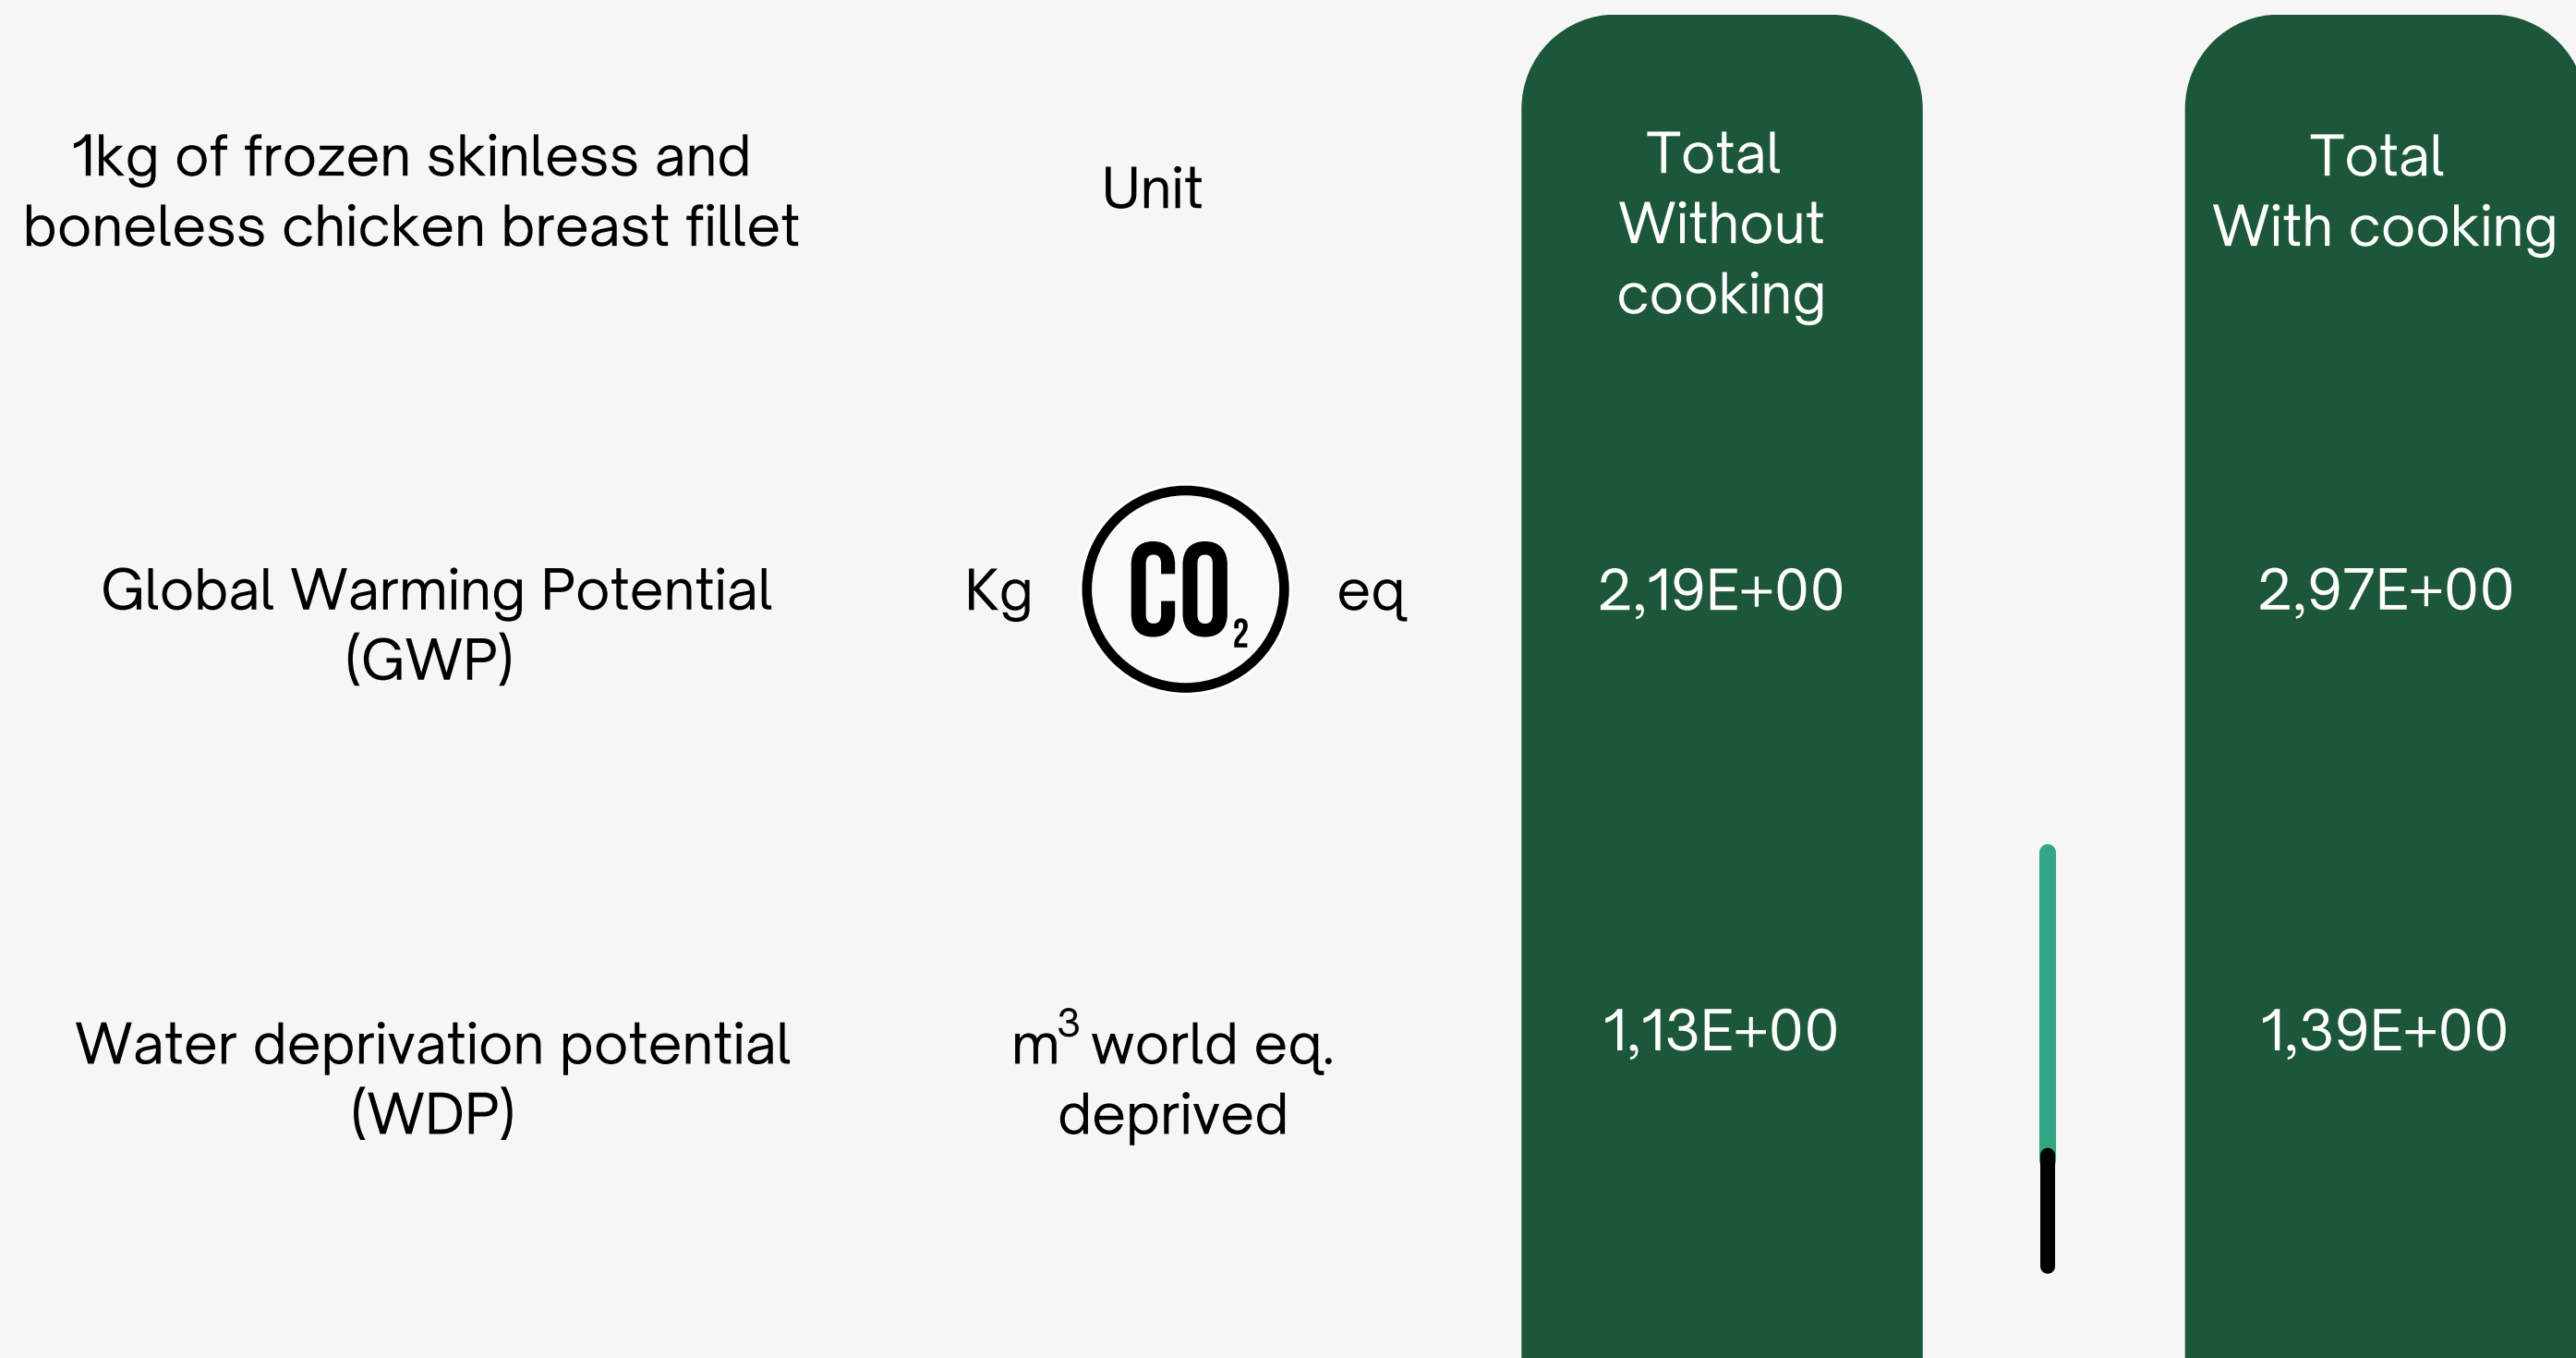 1kg of frozen skinless and
boneless chicken breast fillet
Unit
Total
Without
cooking
Total
With cooking
Global Warming Potential
(GWP)
Kg CO₂ eq
2,19E+00
2,97E+00
Water deprivation potential
(WDP)
m³ world eq.
deprived
1,13E+00
1,39E+00